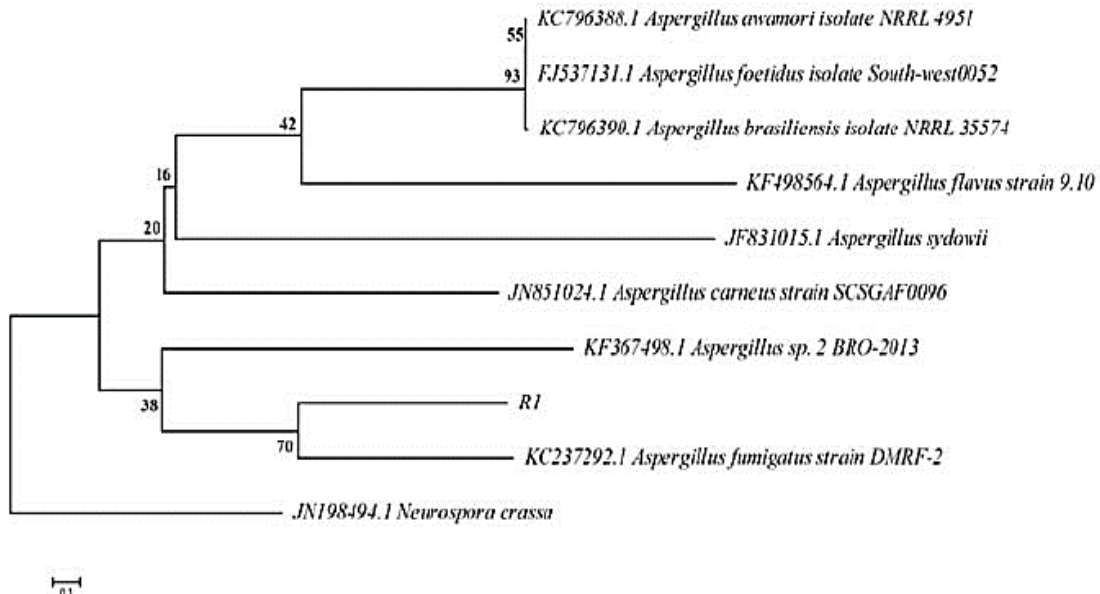 KC796388.1 Aspergillus awamori isolate NRRL 4951
55
93
FJ537131.1 Aspergillus foetidus isolate South-west0052
KC796390.1 Aspergillus brasiliensis isolate NRRL 35574
42
KF498564.1 Aspergillus flavus strain 9.10
16
20
JF831015.1 Aspergillus sydowii
JN851024.1 Aspergillus carneus strain SCSGAF0096
KF367498.1 Aspergillus sp. 2 BRO-2013
38
R1
70
KC237292.1 Aspergillus fumigatus strain DMRF-2
JN198494.1 Neurospora crassa
0.1